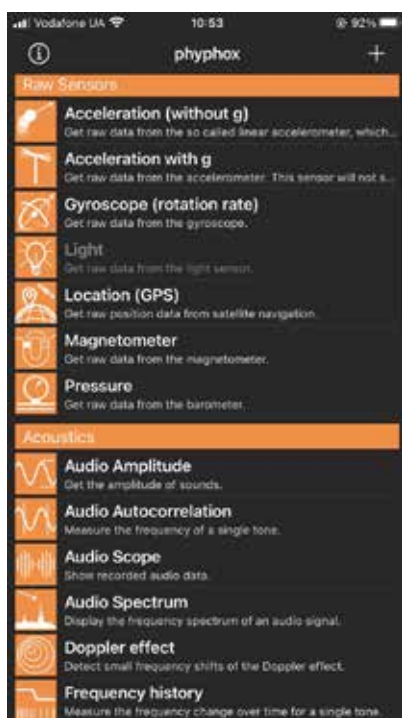 Vodafone UA 10:53 92%
phyphox
Raw Sensors
Acceleration (without g)
Get raw data from the so called linear accelerometer, which...
Acceleration with g
Get raw data from the accelerometer. This sensor will not s...
Gyroscope (rotation rate)
Get raw data from the gyroscope.
Light
Get raw data from the light sensor.
Location (GPS)
Get raw position data from satellite navigation.
Magnetometer
Get raw data from the magnetometer.
Pressure
Get raw data from the barometer.
Acoustics
Audio Amplitude
Get the amplitude of sounds.
Audio Autocorrelation
Measure the frequency of a single tone.
Audio Scope
Show recorded audio data.
Audio Spectrum
Display the frequency spectrum of an audio signal.
Doppler effect
Detect small frequency shifts of the Doppler effect.
Frequency history
Measure the frequency change over time for a single tone.